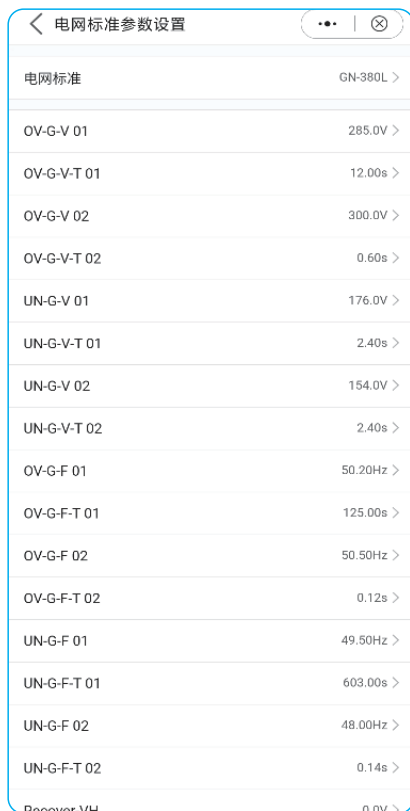 电网标准参数设置
电网标准 GN-380L
OV-G-V 01 285.0V
OV-G-V-T 01 12.00s
OV-G-V 02 300.0V
OV-G-V-T 02 0.60s
UN-G-V 01 176.0V
UN-G-V-T 01 2.40s
UN-G-V 02 154.0V
UN-G-V-T 02 2.40s
OV-G-F 01 50.20Hz
OV-G-F-T 01 125.00s
OV-G-F 02 50.50Hz
OV-G-F-T 02 0.12s
UN-G-F 01 49.50Hz
UN-G-F-T 01 603.00s
UN-G-F 02 48.00Hz
UN-G-F-T 02 0.14s
Recover-VH 0.0V